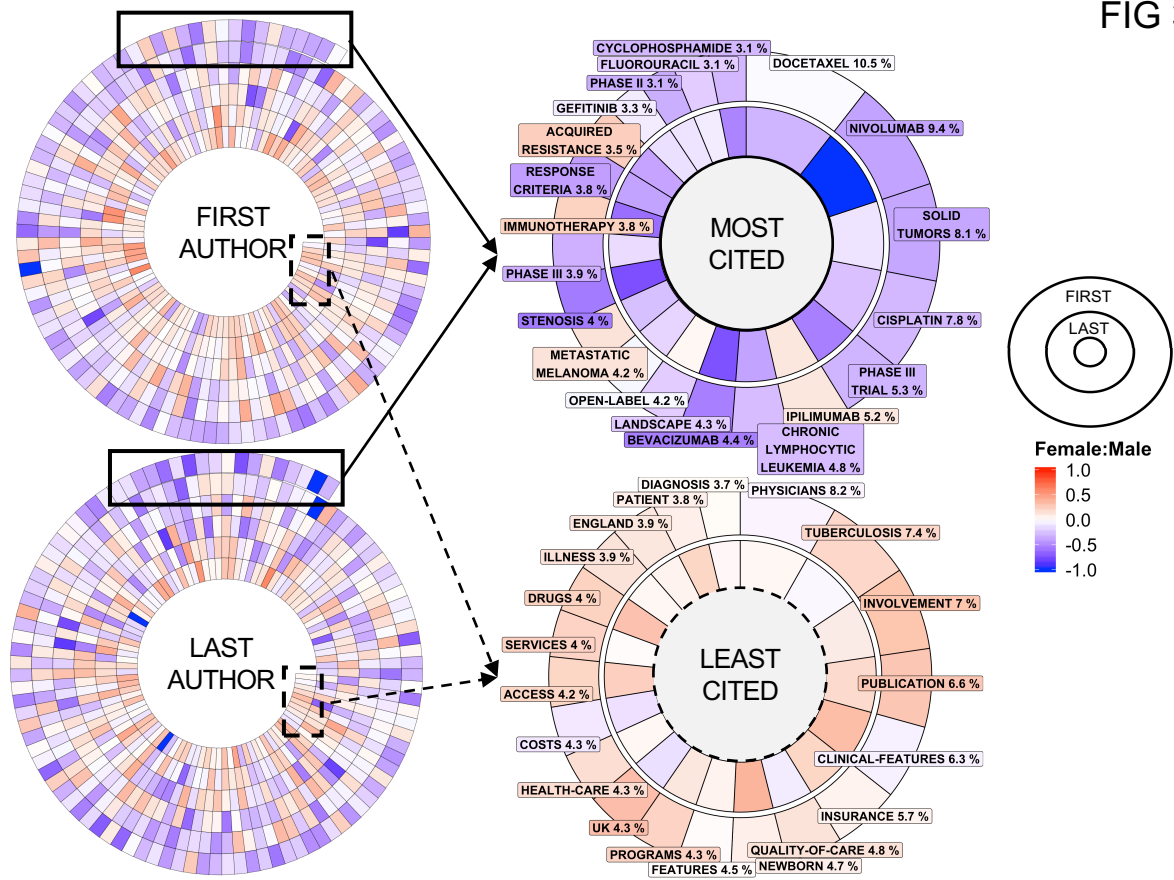 FIG
FIRST
AUTHOR
LAST
AUTHOR
MOST
CITED
CYCLOPHOSPHAMIDE 3.1 %
FLUOROURACIL 3.1 %
PHASE II 3.1 %
GEFITINIB 3.3 %
ACQUIRED
RESISTANCE 3.5 %
RESPONSE
CRITERIA 3.8 %
IMMUNOTHERAPY 3.8 %
PHASE III 3.9 %
STENOSIS 4 %
METASTATIC
MELANOMA 4.2 %
OPEN-LABEL 4.2 %
LANDSCAPE 4.3 %
BEVACIZUMAB 4.4 %
CHRONIC
LYMPHOCYTIC
LEUKEMIA 4.8 %
IPILIMUMAB 5.2 %
PHASE III
TRIAL 5.3 %
CISPLATIN 7.8 %
SOLID
TUMORS 8.1 %
NIVOLUMAB 9.4 %
DOCETAXEL 10.5 %
LEAST
CITED
DIAGNOSIS 3.7 %
PATIENT 3.8 %
ENGLAND 3.9 %
ILLNESS 3.9 %
DRUGS 4 %
SERVICES 4 %
ACCESS 4.2 %
COSTS 4.3 %
HEALTH-CARE 4.3 %
UK 4.3 %
PROGRAMS 4.3 %
FEATURES 4.5 %
NEWBORN 4.7 %
QUALITY-OF-CARE 4.8 %
INSURANCE 5.7 %
CLINICAL-FEATURES 6.3 %
PUBLICATION 6.6 %
INVOLVEMENT 7 %
TUBERCULOSIS 7.4 %
PHYSICIANS 8.2 %
FIRST
LAST
Female:Male
1.0
0.5
0.0
-0.5
-1.0